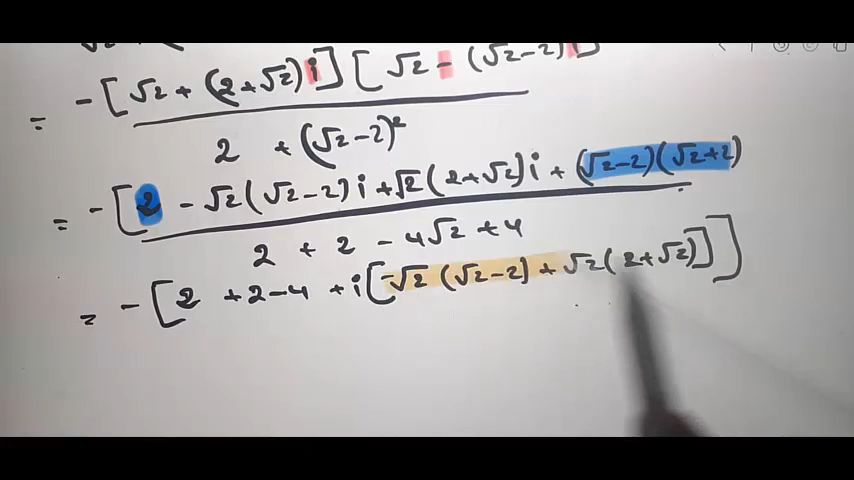 - [√2 + (2+√2)i] [√2 - (√2-2)i]
=
2 + (√2-2)²
= - [2 - √2(√2-2)i + √2(2+√2)i + (√2-2)(√2+2)
2 + 2 - 4√2 + 4
= - [2 + 2 - 4 + i[-√2(√2-2) + √2(2+√2)]]